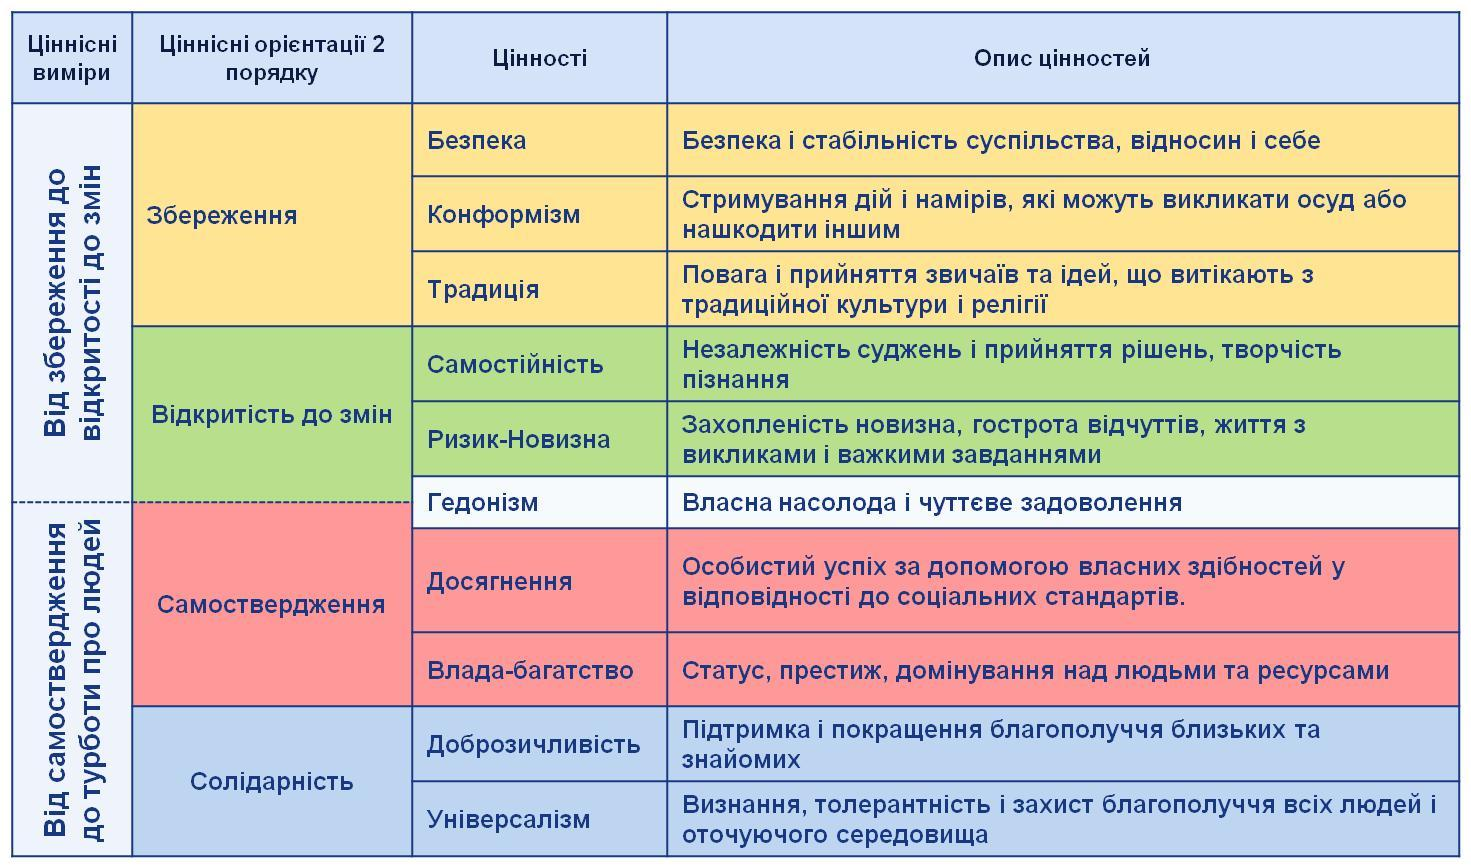 Ціннісні
виміри
Ціннісні орієнтації 2
порядку
Цінності
Опис цінностей
Від збереження до
відкритості до змін
Збереження
Безпека
Безпека і стабільність суспільства, відносин і себе
Конформізм
Стримування дій і намірів, які можуть викликати осуд або
нашкодити іншим
Традиція
Повага і прийняття звичаїв та ідей, що витікають з
традиційної культури і релігії
Відкритість до змін
Самостійність
Незалежність суджень і прийняття рішень, творчість
пізнання
Ризик-Новизна
Захопленість новизна, гострота відчуттів, життя з
викликами і важкими завданнями
Гедонізм
Власна насолода і чуттєве задоволення
Від самоствердження
до турботи про людей
Самоствердження
Досягнення
Особистий успіх за допомогою власних здібностей у
відповідності до соціальних стандартів.
Влада-багатство
Статус, престиж, домінування над людьми та ресурсами
Солідарність
Доброзичливість
Підтримка і покращення благополуччя близьких та
знайомих
Універсалізм
Визнання, толерантність і захист благополуччя всіх людей і
оточуючого середовища